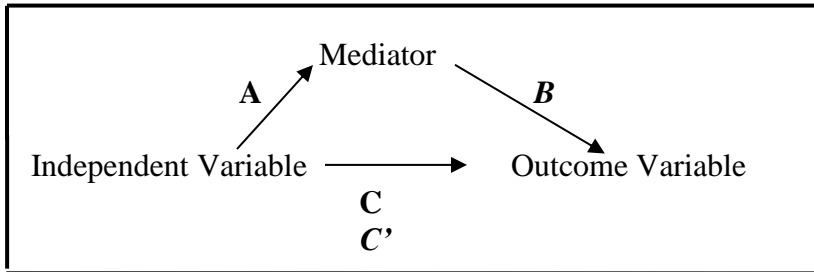 Mediator
A
B
Independent Variable
Outcome Variable
C
C’